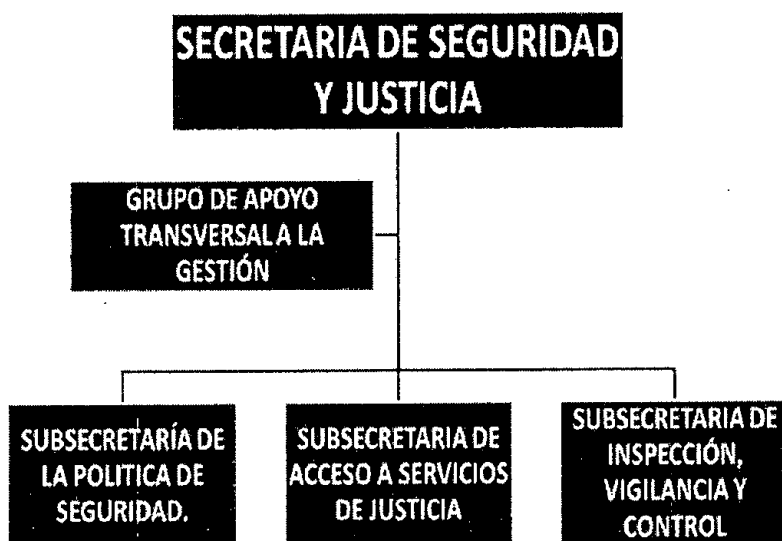 SECRETARIA DE SEGURIDAD
Y JUSTICIA
GRUPO DE APOYO
TRANSVERSAL A LA
GESTIÓN
SUBSECRETARÍA DE
LA POLITICA DE
SEGURIDAD.
SUBSECRETARIA DE
ACCESO A SERVICIOS
DE JUSTICIA
SUBSECRETARIA DE
INSPECCIÓN,
VIGILANCIA Y
CONTROL